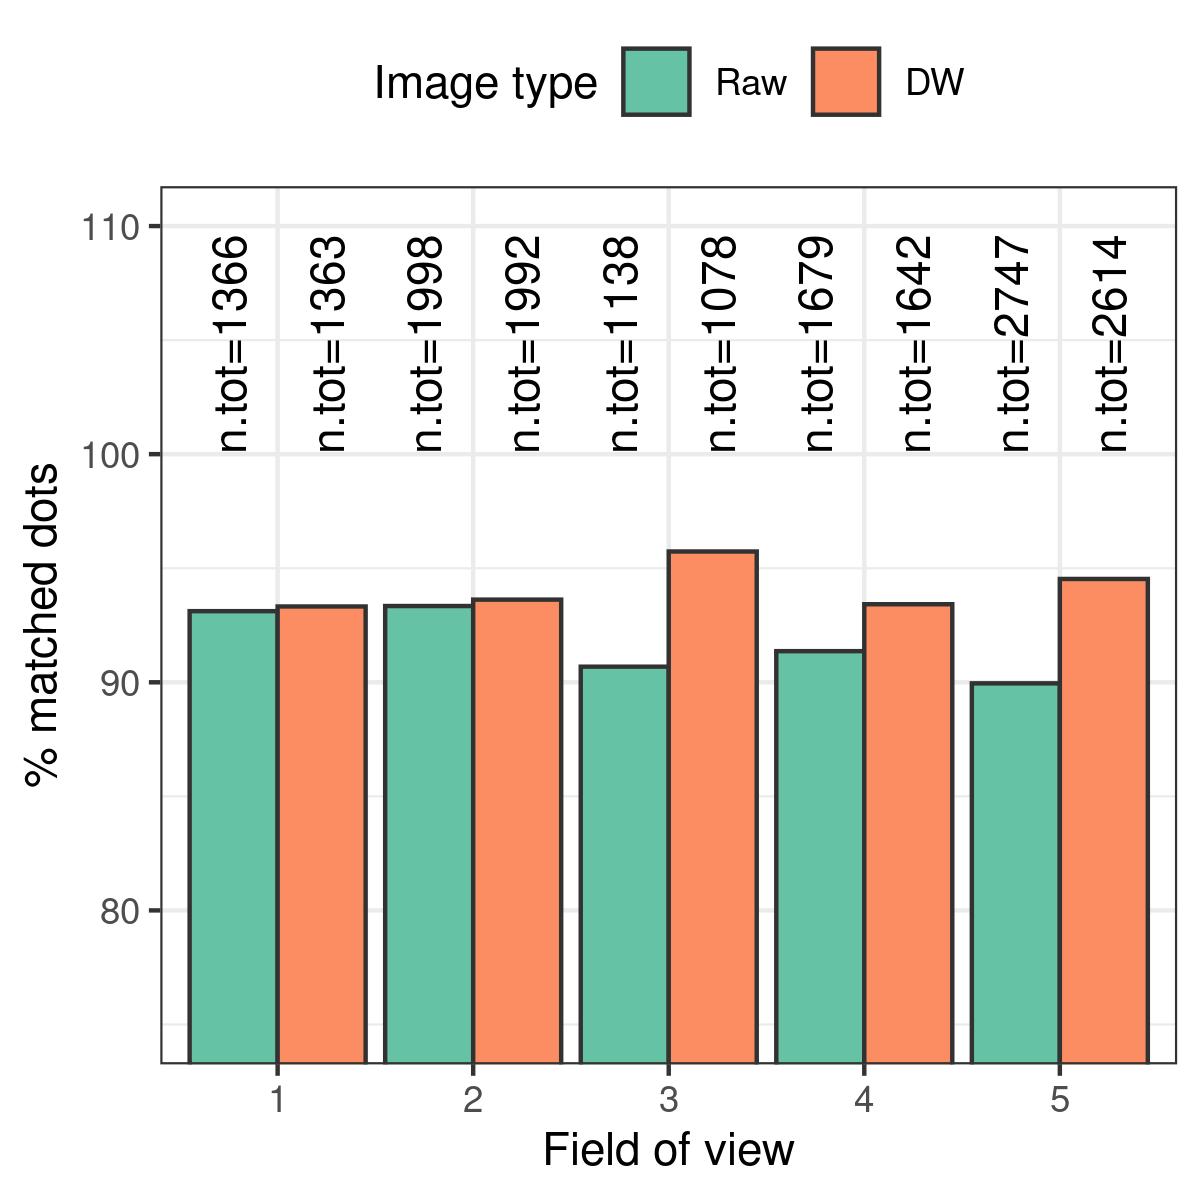 Image type Raw DW
n.tot=1366
n.tot=1363
n.tot=1998
n.tot=1992
n.tot=1138
n.tot=1078
n.tot=1679
n.tot=1642
n.tot=2747
n.tot=2614
% matched dots
110
100
90
80
1 2 3 4 5
Field of view